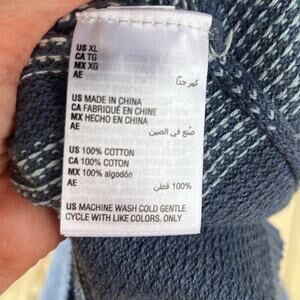 US XL
CA TG
MX XG
AE كبير جدًا
US MADE IN CHINA
CA FABRIQUÉ EN CHINE
MX HECHO EN CHINA
AE صُنع في الصين
US 100% COTTON
CA 100% COTON
MX 100% algodón
AE 100% قطن
US MACHINE WASH COLD GENTLE
CYCLE WITH LIKE COLORS. ONLY